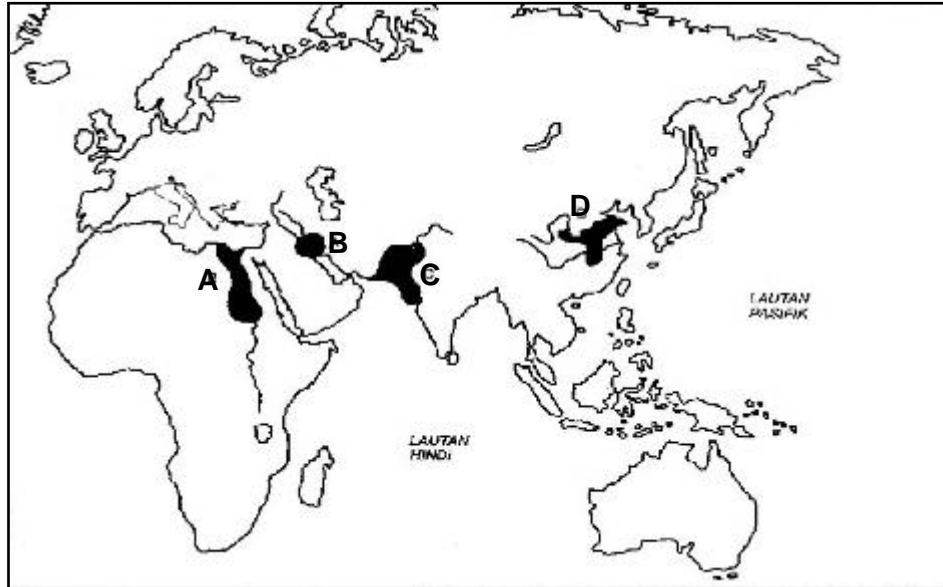 D
B
A
C
LAUTAN
PASIFIK
LAUTAN
HINDI